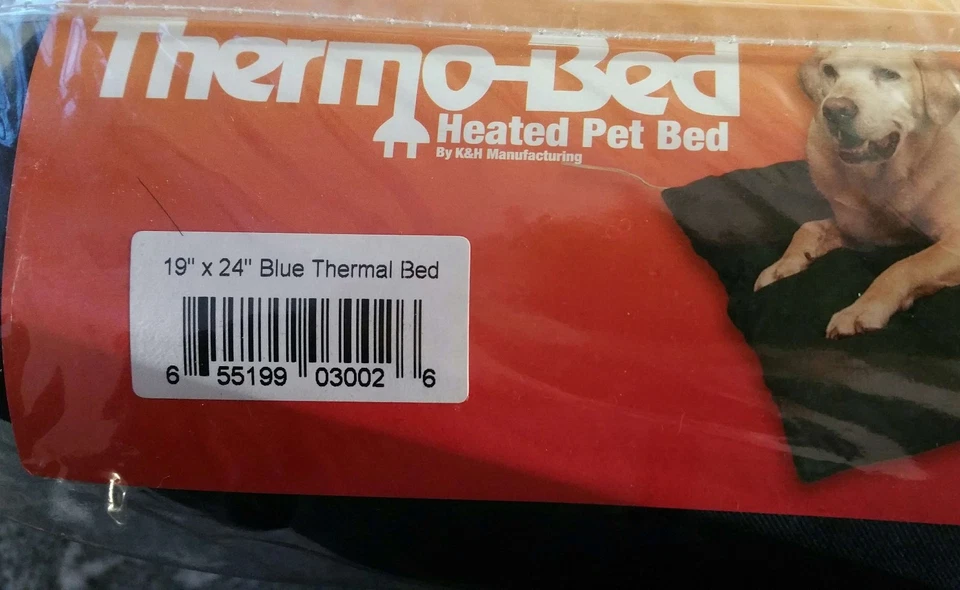 Thermo-Bed
Heated Pet Bed
By K&H Manufacturing
19" x 24" Blue Thermal Bed
6 55199 03002 6